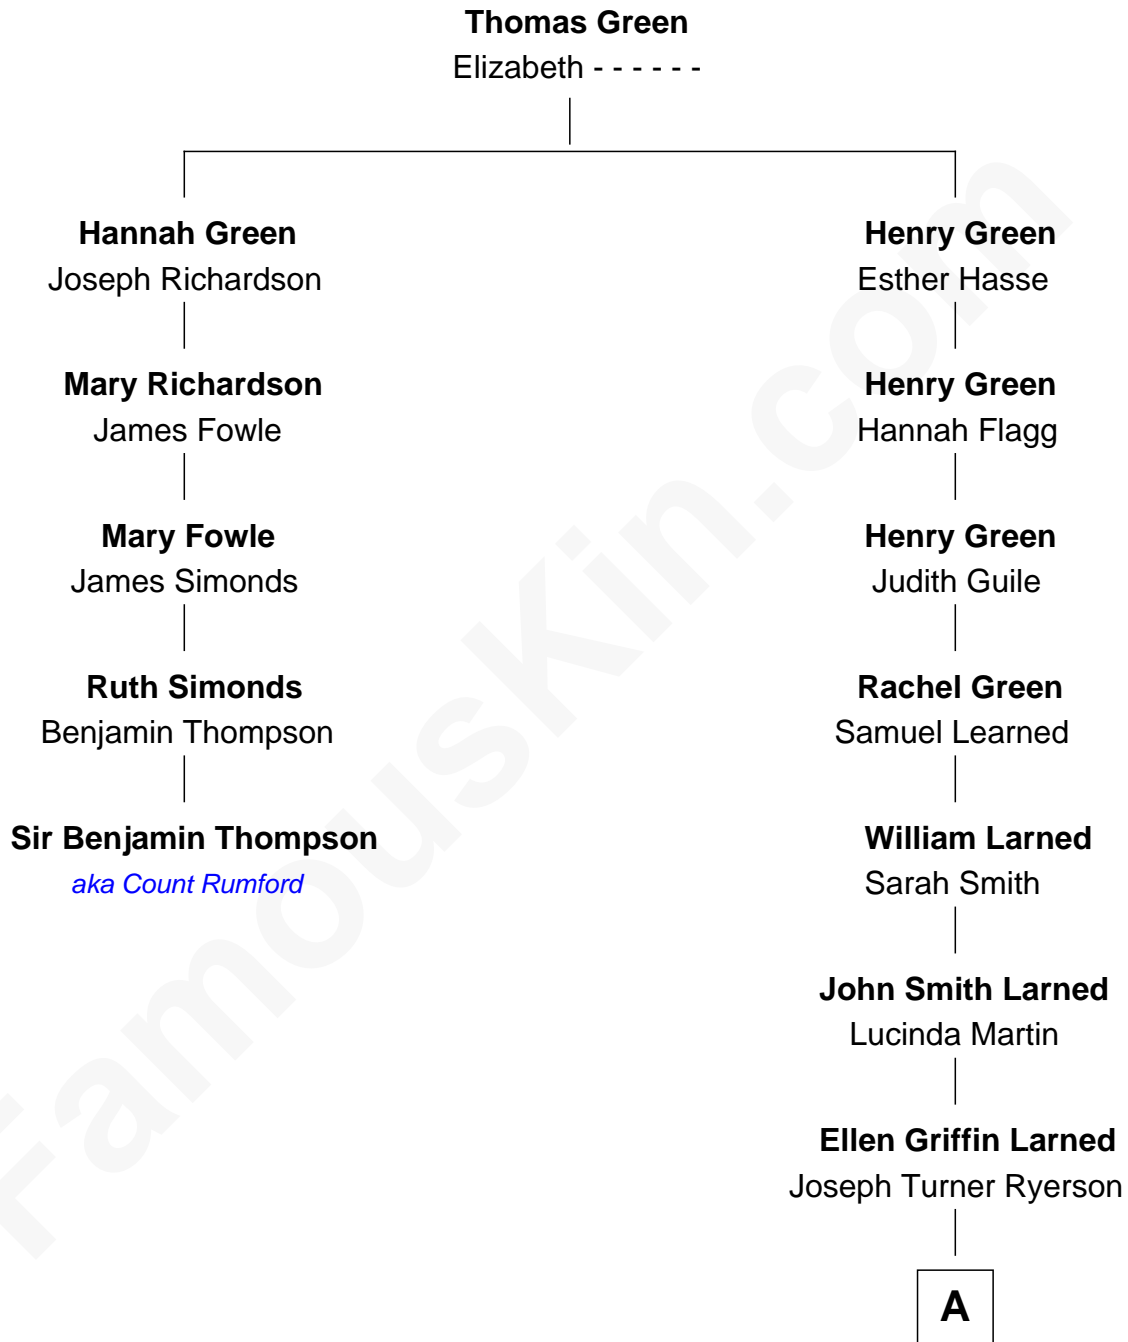 Thomas Green
Elizabeth - - - - - -
Hannah Green
Joseph Richardson
Mary Richardson
James Fowle
Mary Fowle
James Simonds
Ruth Simonds
Benjamin Thompson
Sir Benjamin Thompson
aka Count Rumford
Henry Green
Esther Hasse
Henry Green
Hannah Flagg
Henry Green
Judith Guile
Rachel Green
Samuel Learned
William Larned
Sarah Smith
John Smith Larned
Lucinda Martin
Ellen Griffin Larned
Joseph Turner Ryerson
A
FamousKin.com